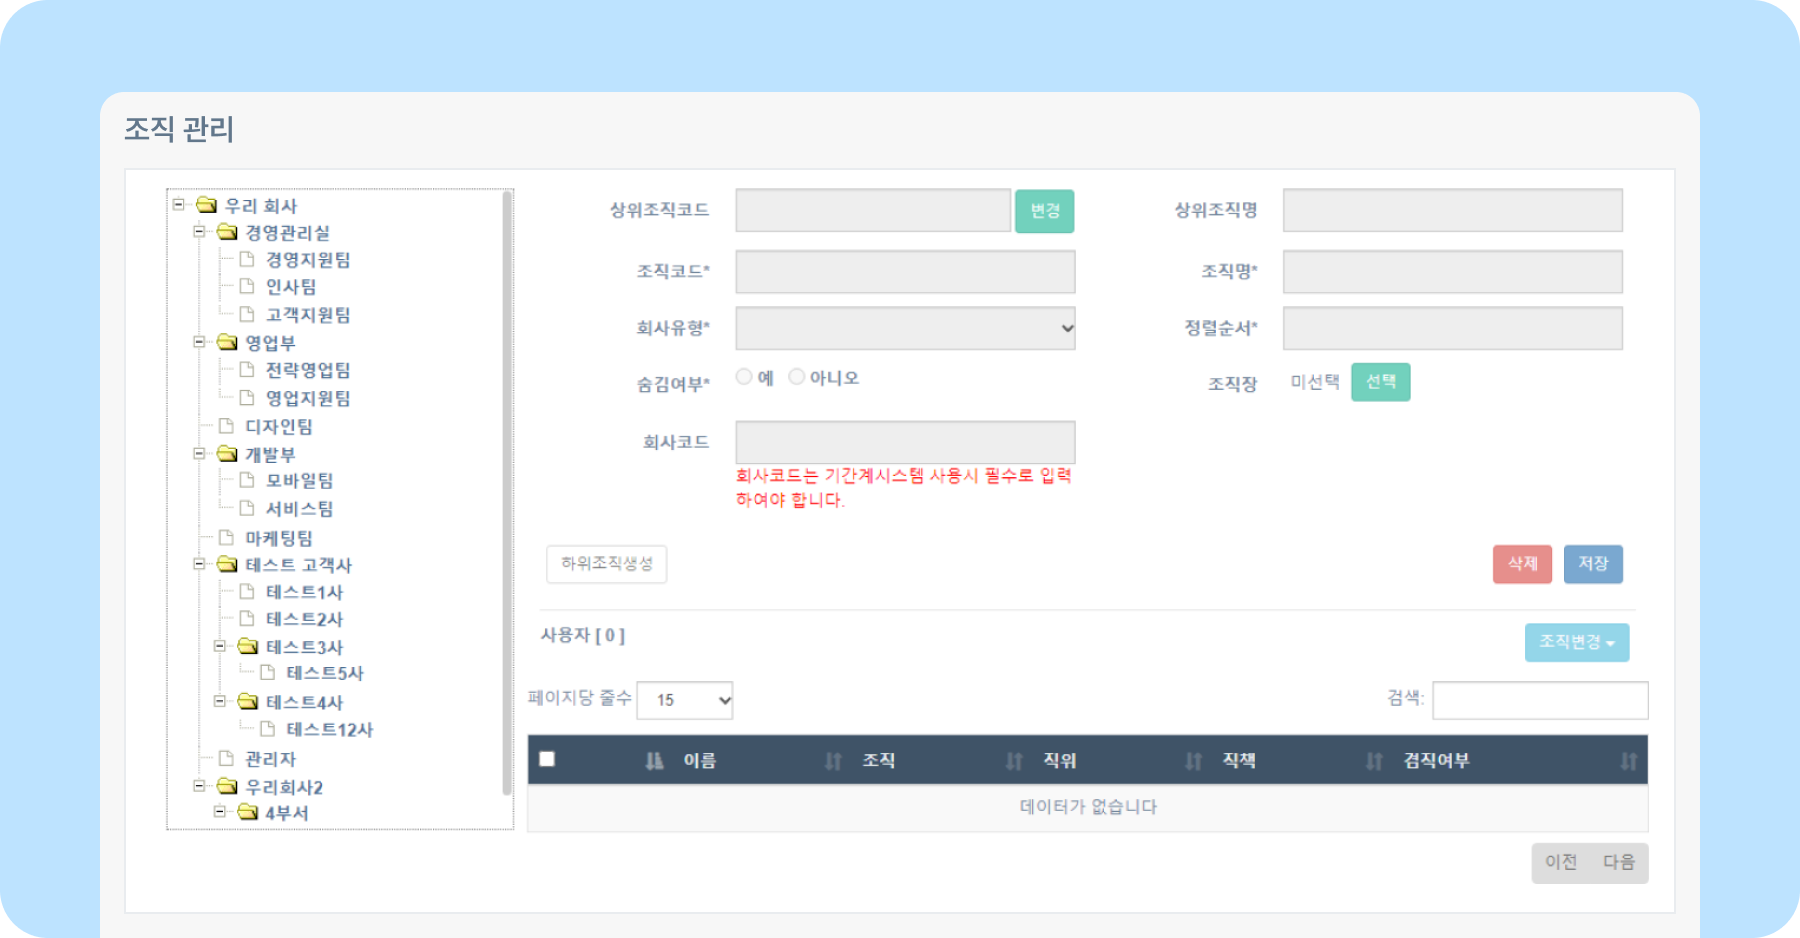 조직 관리
우리 회사
경영관리실
경영지원팀
인사팀
고객지원팀
영업부
전략영업팀
영업지원팀
디자인팀
개발부
모바일팀
서비스팀
마케팅팀
테스트 고객사
테스트1사
테스트2사
테스트3사
테스트5사
테스트4사
테스트12사
관리자
우리회사2
4부서
상위조직코드 변경 상위조직명
조직코드* 조직명*
회사유형* 정렬순서*
숨김여부* 예 아니오 조직장 미선택 선택
회사코드
회사코드는 기간계시스템 사용시 필수로 입력
하여야 합니다.
하위조직생성 삭제 저장
사용자 [ 0 ] 조직변경
페이지당 줄수 15 검색:
이름 조직 직위 직책 겸직여부
데이터가 없습니다
이전 다음